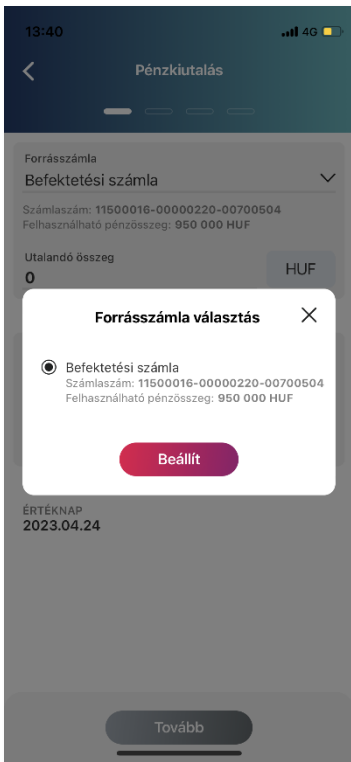 13:40
4G
Pénzkiutalás
Forrásszámla
Befektetési számla
Számlaszám: 11500016-00000220-00700504
Felhasználható pénzösszeg: 950 000 HUF
Utalandó összeg
0
HUF
Forrásszámla választás
Befektetési számla
Számlaszám: 11500016-00000220-00700504
Felhasználható pénzösszeg: 950 000 HUF
Beállít
ÉRTÉKNAP
2023.04.24
Tovább